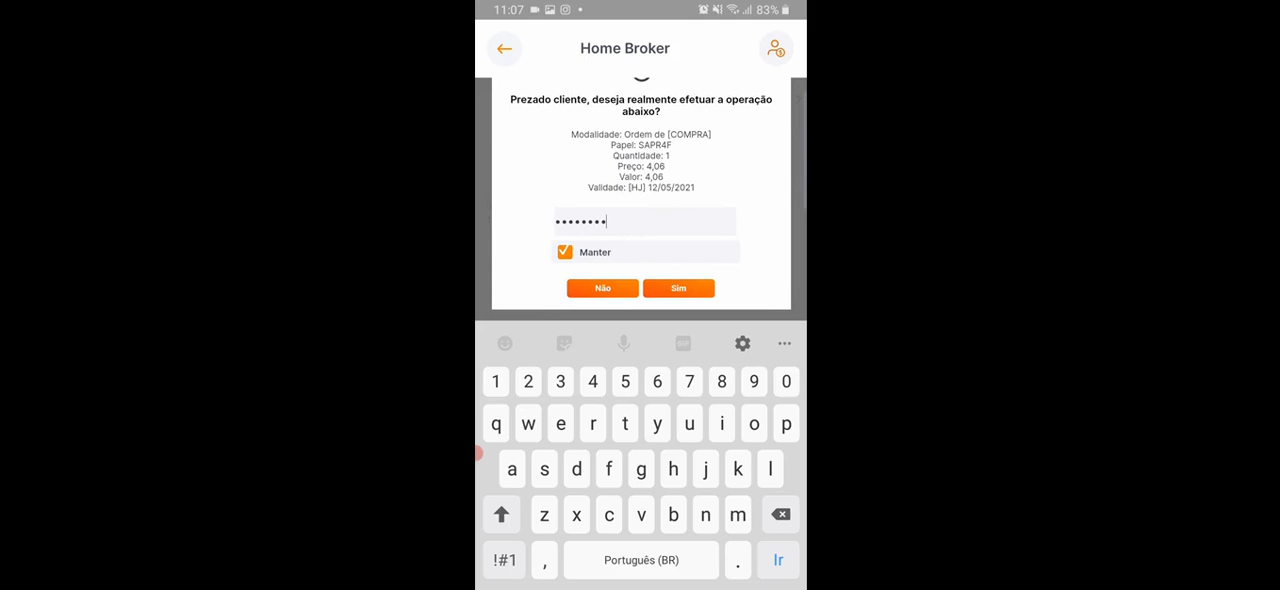 11:07 83%
Home Broker
Prezado cliente, deseja realmente efetuar a operação
abaixo?
Modalidade: Ordem de [COMPRA]
Papel: SAPR4F
Quantidade: 1
Preço: 4,06
Valor: 4,06
Validade: [HJ] 12/05/2021
••••••••
Manter
Não Sim
GIF
1 2 3 4 5 6 7 8 9 0
q w e r t y u i o p
a s d f g h j k l
z x c v b n m
!#1 , Português (BR) . Ir